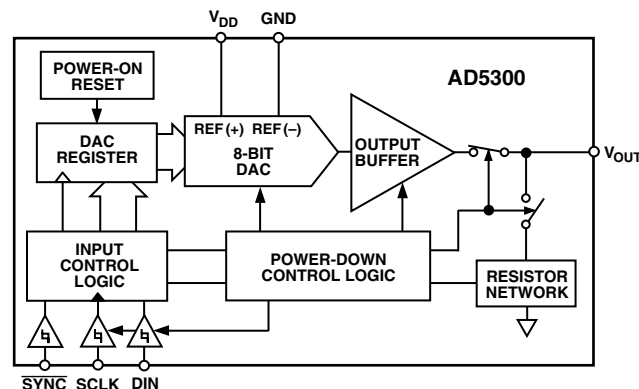 VDD GND
AD5300
POWER-ON
RESET
DAC
REGISTER
REF(+) REF(–)
8-BIT
DAC
OUTPUT
BUFFER
VOUT
INPUT
CONTROL
LOGIC
POWER-DOWN
CONTROL LOGIC
RESISTOR
NETWORK
SYNC SCLK DIN